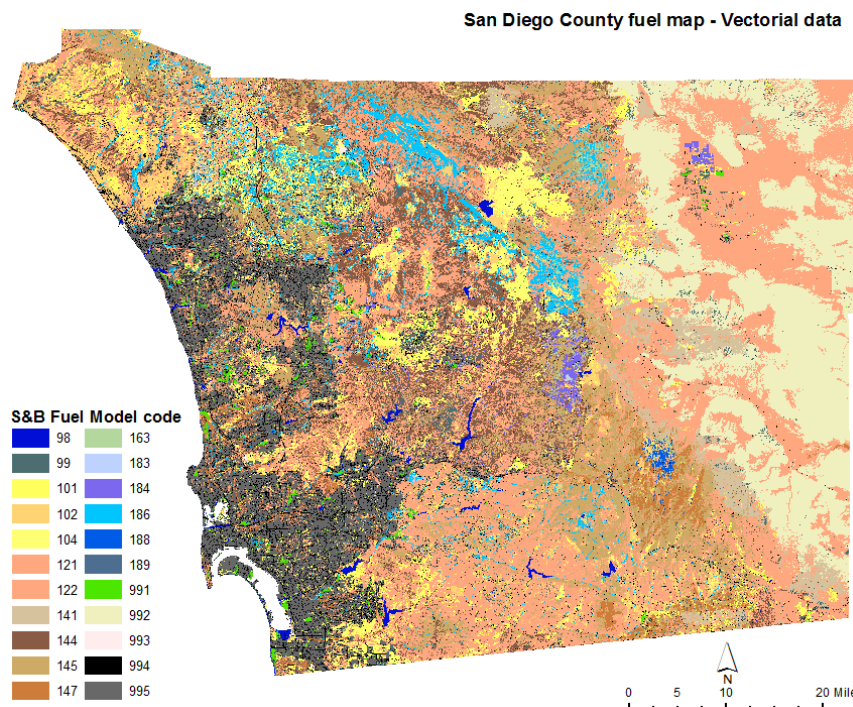 San Diego County fuel map - Vectorial data
S&B Fuel Model code
98 163
99 183
101 184
102 186
104 188
121 189
122 991
141 992
144 993
145 994
147 995
N
0 5 10 20 Mile